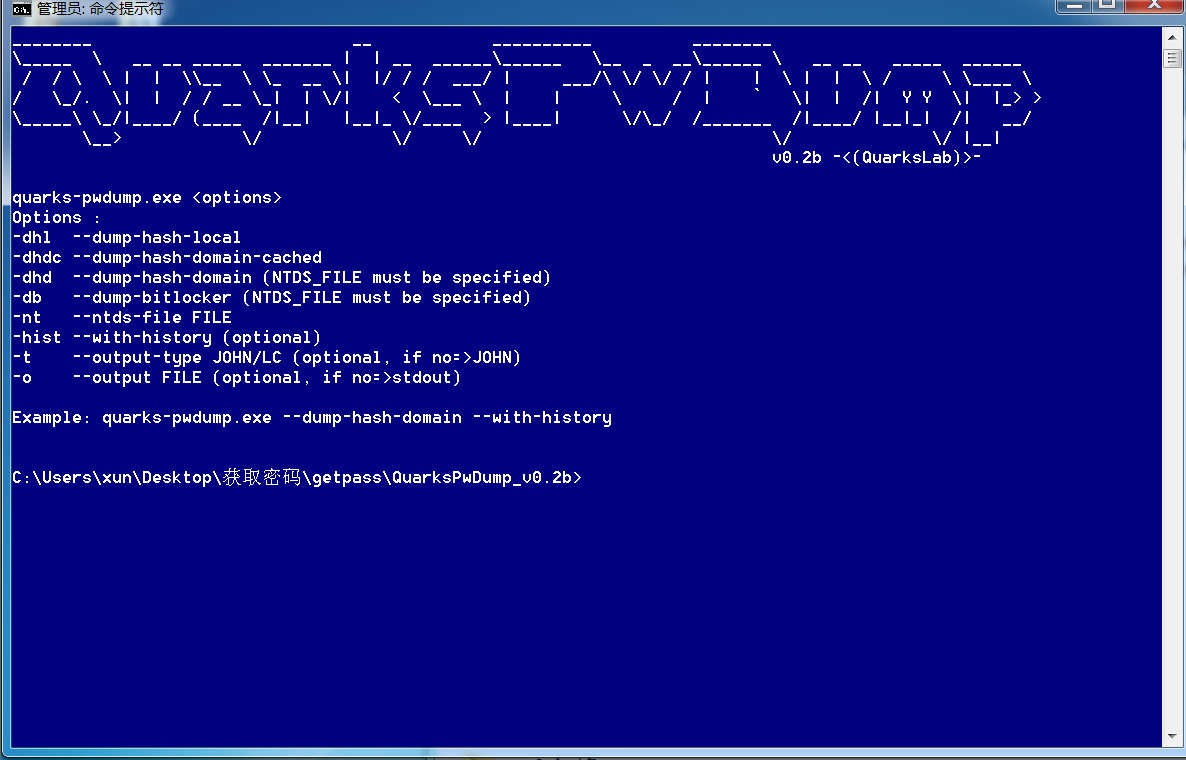 管理员: 命令提示符
v0.2b -<(QuarksLab)>-
quarks-pwdump.exe <options>
Options :
-dhl --dump-hash-local
-dhdc --dump-hash-domain-cached
-dhd --dump-hash-domain (NTDS_FILE must be specified)
-db --dump-bitlocker (NTDS_FILE must be specified)
-nt --ntds-file FILE
-hist --with-history (optional)
-t --output-type JOHN/LC (optional, if no=>JOHN)
-o --output FILE (optional, if no=>stdout)
Example: quarks-pwdump.exe --dump-hash-domain --with-history
C:\Users\xun\Desktop\获取密码\getpass\QuarksPwDump_v0.2b>